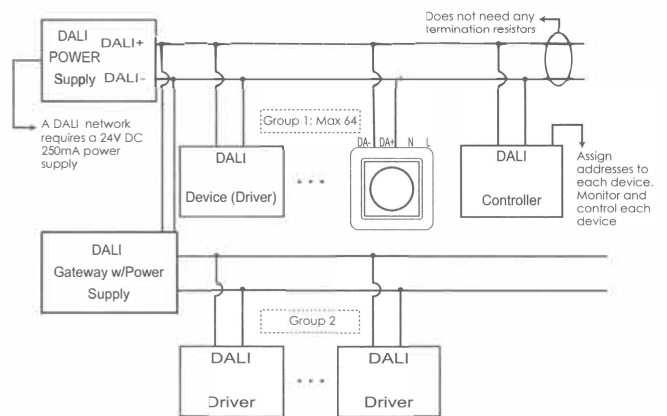 DALI
POWER
Supply
DALI+
DALI-
Does not need any
termination resistors
A DALI network
requires a 24V DC
250mA power
supply
Group 1: Max 64
DALI
Device (Driver)
DA- DA+ N L
DALI
Controller
Assign
addresses to
each device.
Monitor and
control each
device
DALI
Gateway w/Power
Supply
Group 2
DALI
Driver
DALI
Driver